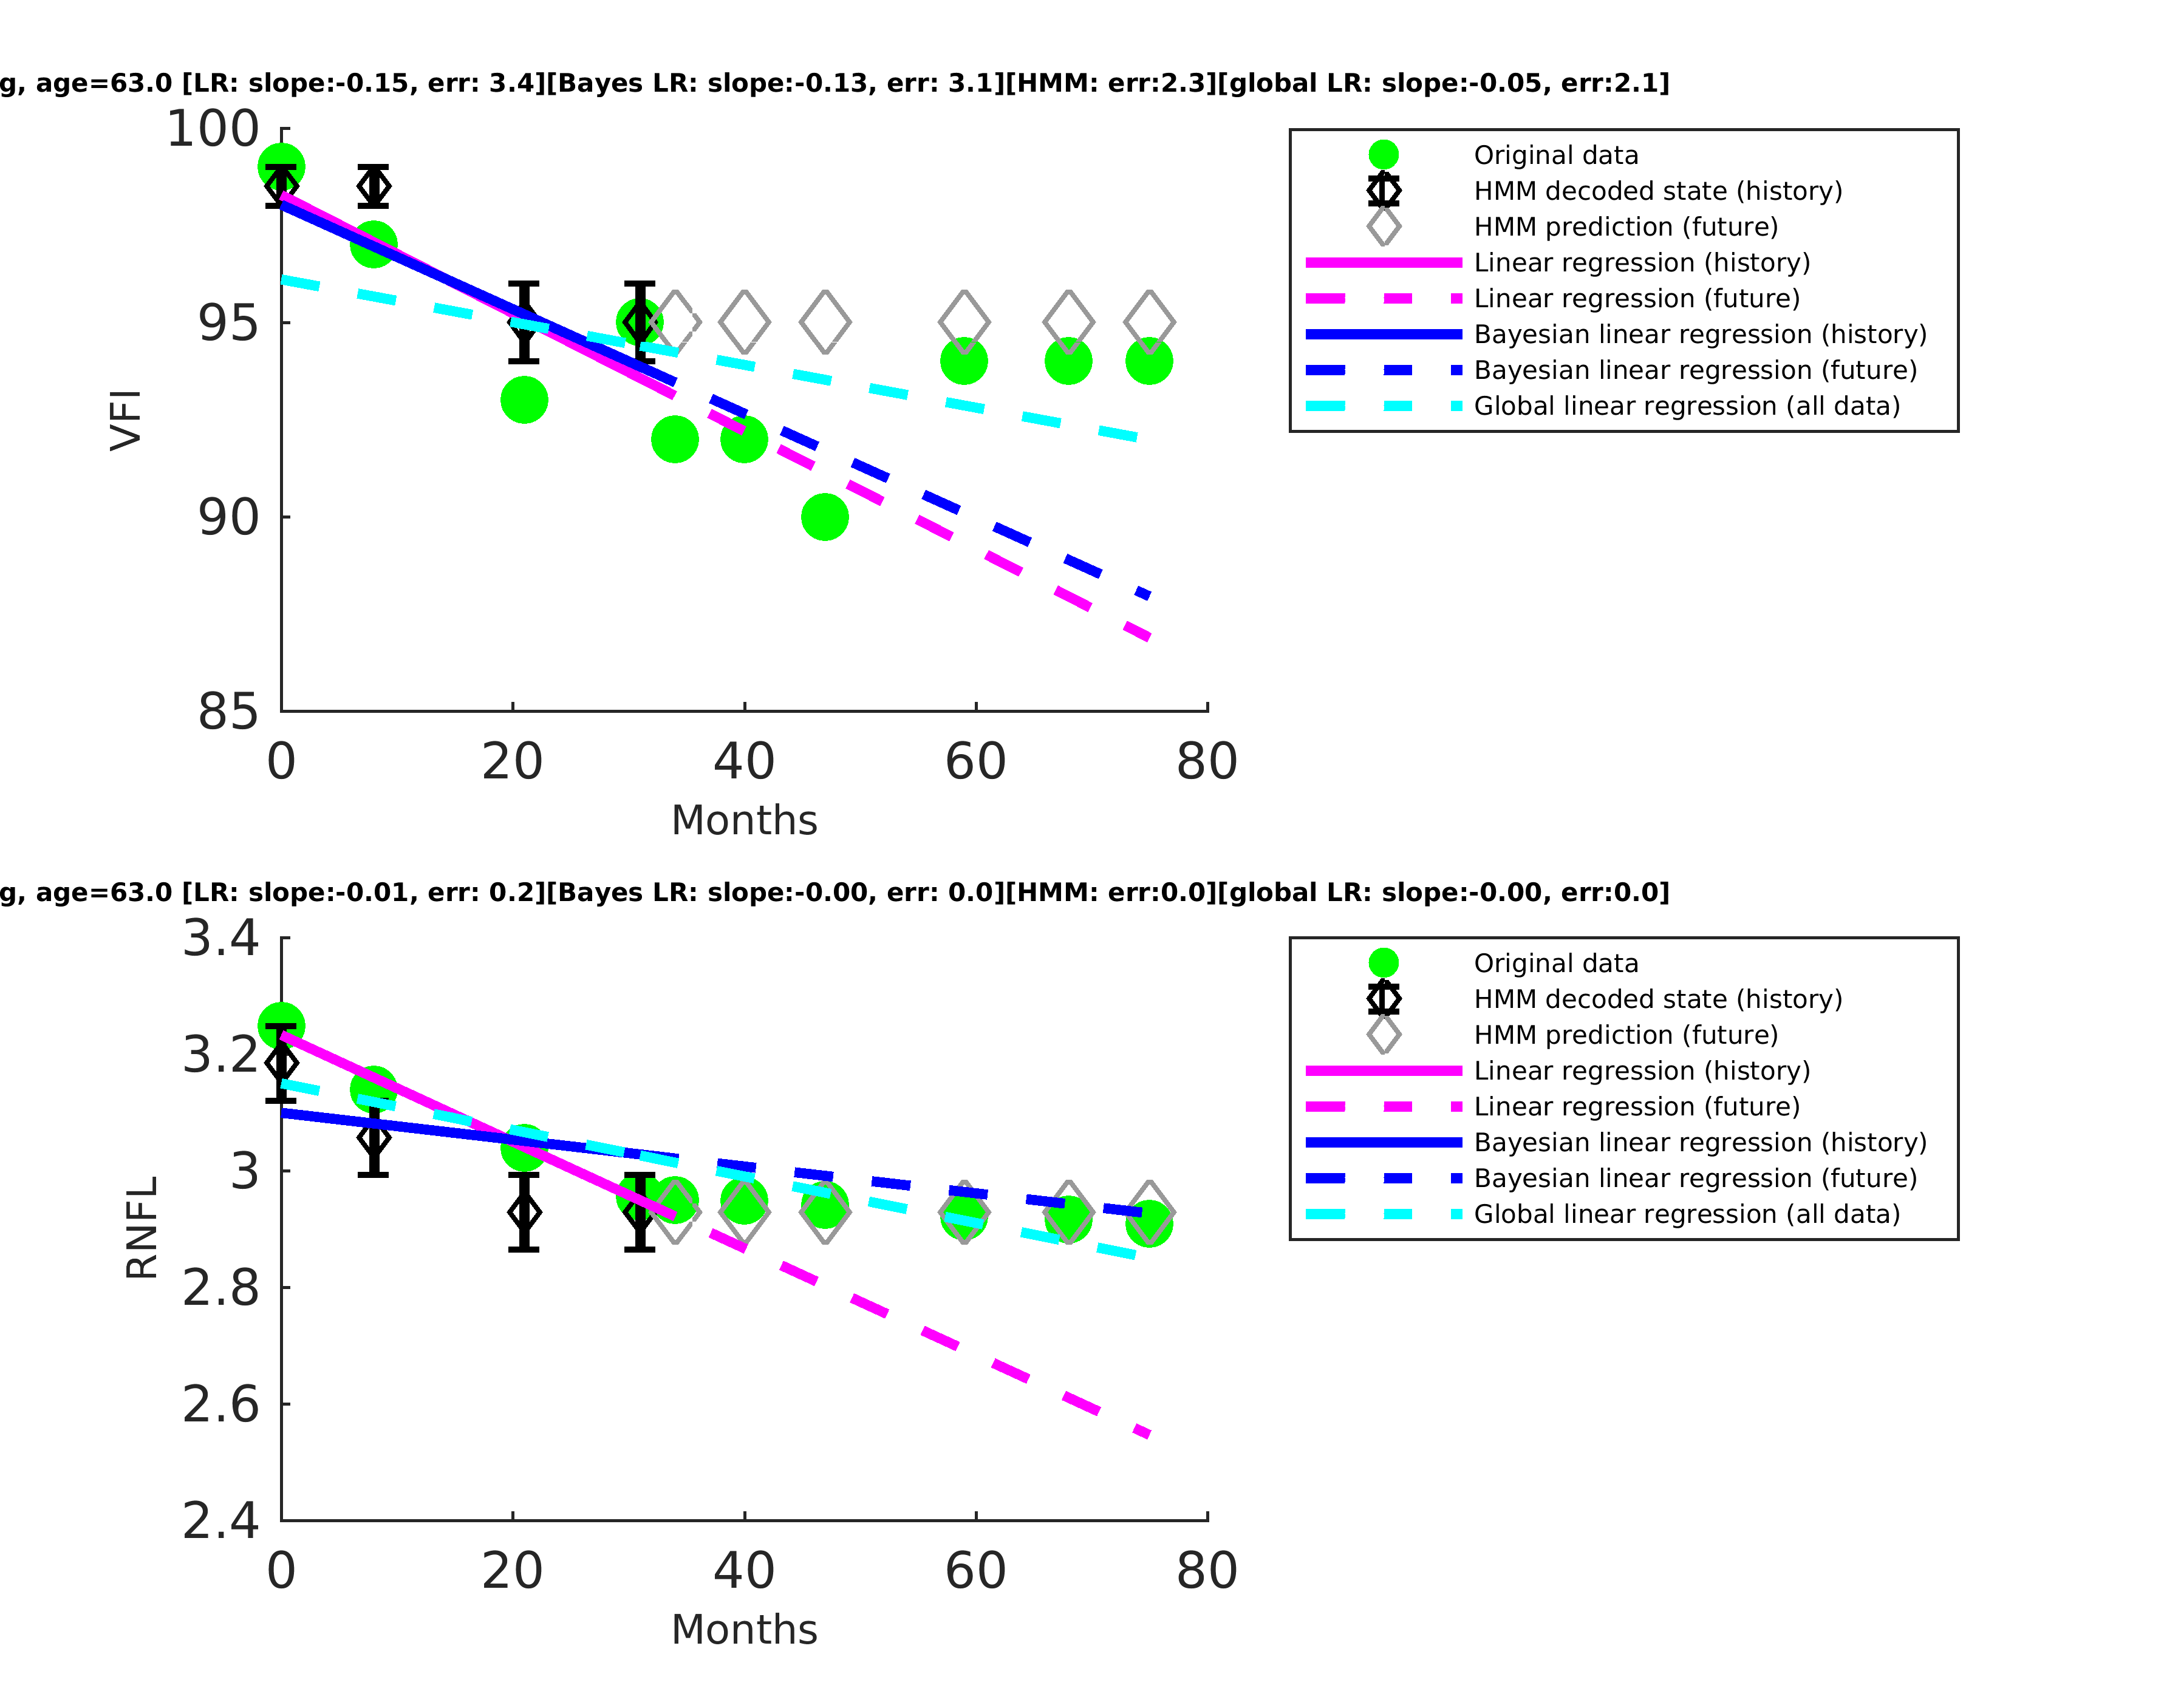 g, age=63.0 [LR: slope:-0.15, err: 3.4][Bayes LR: slope:-0.13, err: 3.1][HMM: err:2.3][global LR: slope:-0.05, err:2.1]
100
95
90
85
VFI
0 20 40 60 80
Months
Original data
HMM decoded state (history)
HMM prediction (future)
Linear regression (history)
Linear regression (future)
Bayesian linear regression (history)
Bayesian linear regression (future)
Global linear regression (all data)
g, age=63.0 [LR: slope:-0.01, err: 0.2][Bayes LR: slope:-0.00, err: 0.0][HMM: err:0.0][global LR: slope:-0.00, err:0.0]
3.4
3.2
3
2.8
2.6
2.4
RNFL
0 20 40 60 80
Months
Original data
HMM decoded state (history)
HMM prediction (future)
Linear regression (history)
Linear regression (future)
Bayesian linear regression (history)
Bayesian linear regression (future)
Global linear regression (all data)